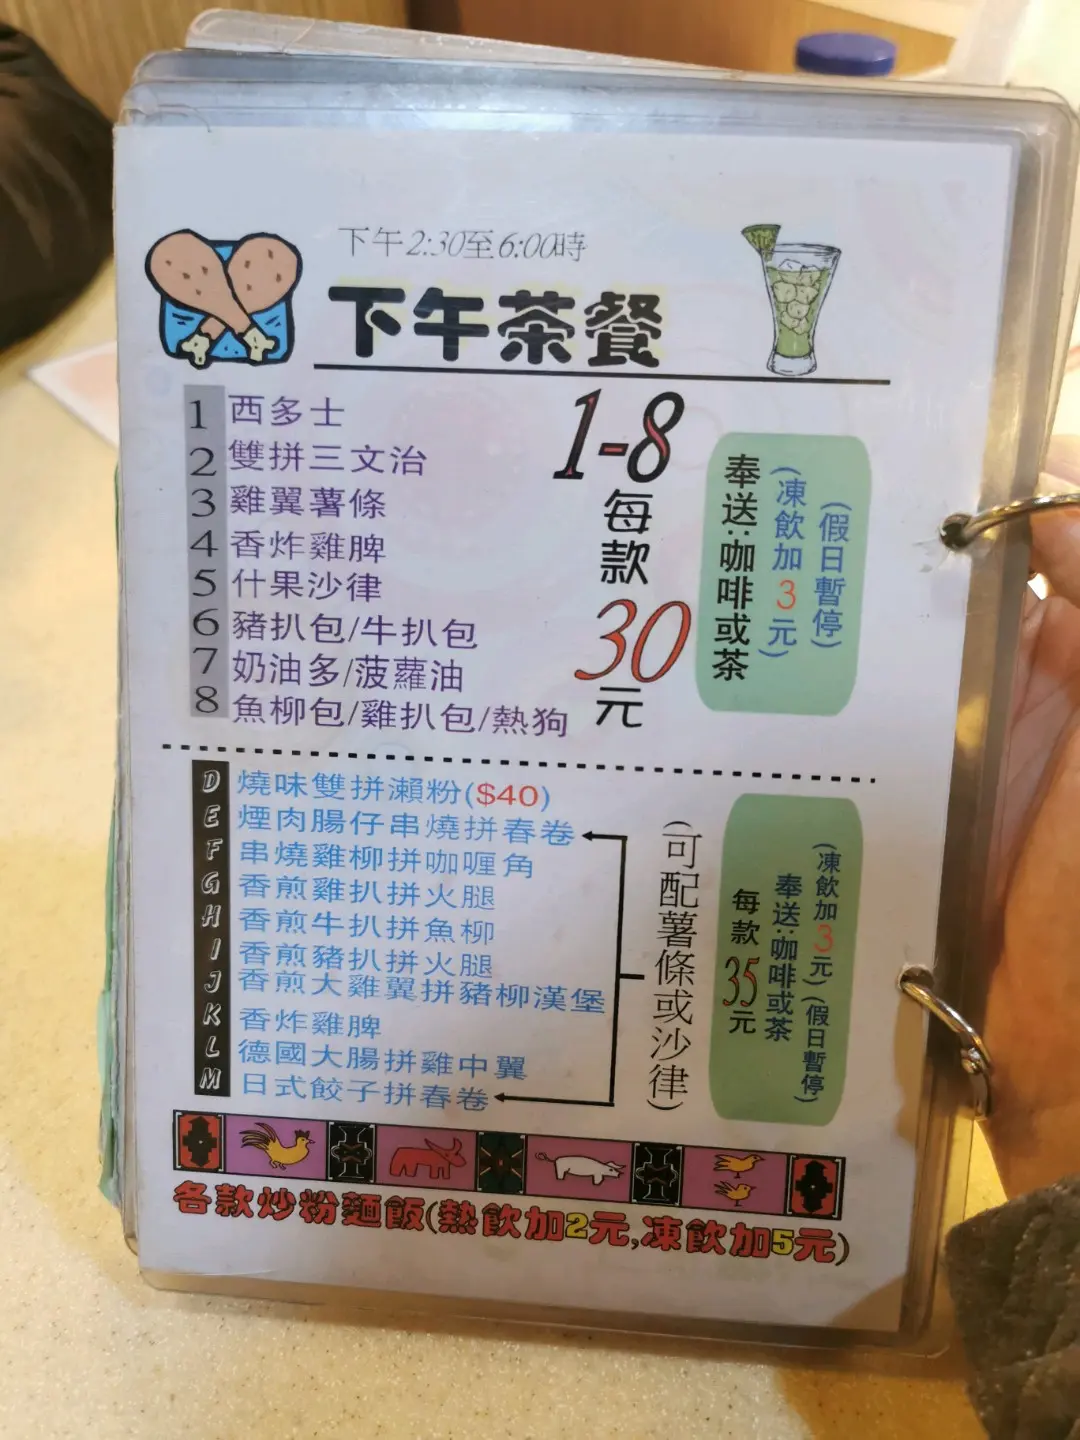 下午2:30至6:00時
下午茶餐
1 西多士
2 雙拼三文治
3 雞翼薯條
4 香炸雞脾
5 什果沙律
6 豬扒包/牛扒包
7 奶油多/菠蘿油
8 魚柳包/雞扒包/熱狗
1-8
每款
30
元
奉送:咖啡或茶
(凍飲加3元)
(假日暫停)
D 燒味雙拼瀨粉($40)
E 煙肉腸仔串燒拼春卷
F 串燒雞柳拼咖喱角
G 香煎雞扒拼火腿
H 香煎牛扒拼魚柳
I 香煎豬扒拼火腿
J 香煎大雞翼拼豬柳漢堡
K 香炸雞脾
L 德國大腸拼雞中翼
M 日式餃子拼春卷
(可配薯條或沙律)
每款35元
奉送:咖啡或茶
(凍飲加3元)(假日暫停)
各款炒粉麵飯(熱飲加2元,凍飲加5元)